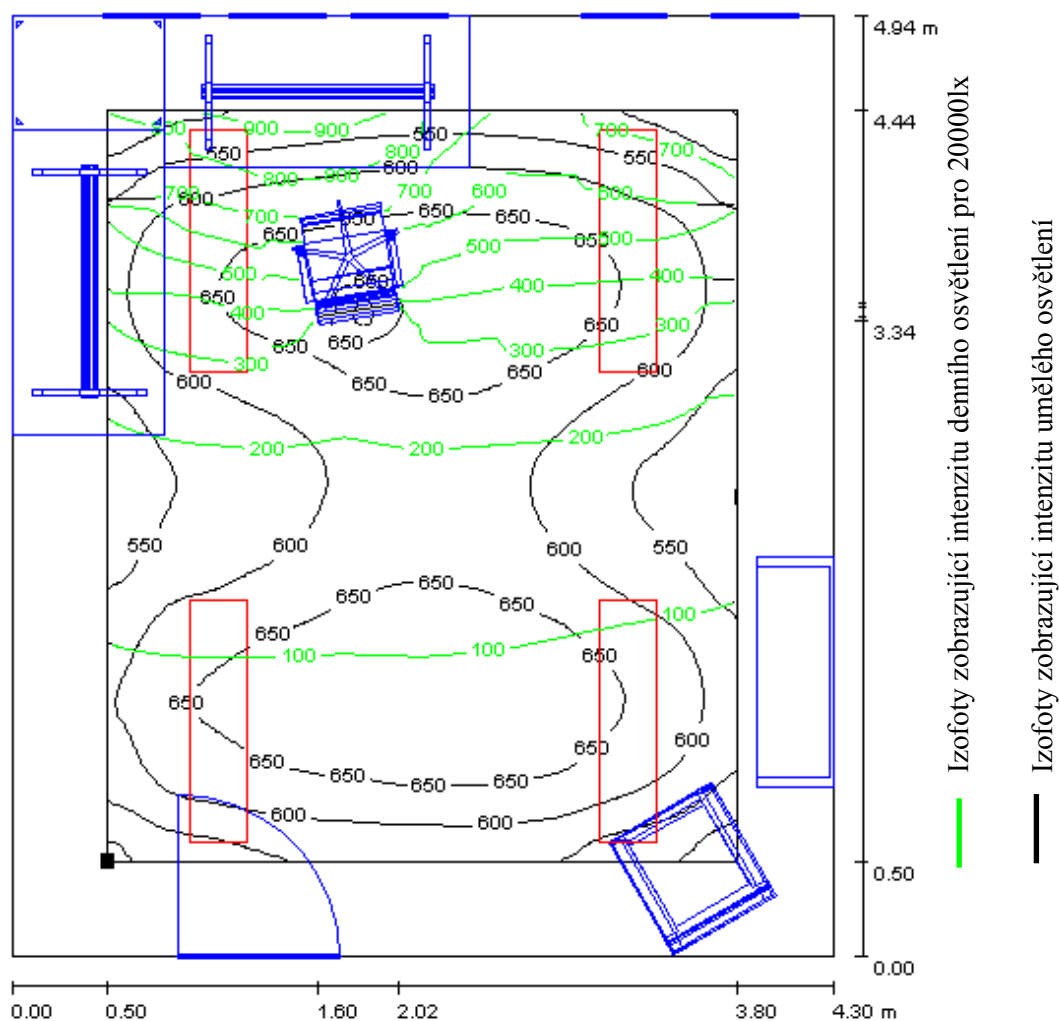 4.94 m
4.44
900 900 900 700
550 550
800 700
600
800 900 700 600 600
700
600
700 650 650 650
650 500 650 500
500 650 400 400
650
400 650 300
300 650 650 650
300 650 600
600 650 650
3.34
200 200 200
550 600 600 550
650 650 650
650 100
100 100 650
650 650
600
650 650 650 650 650
600 600
0.50
0.00
0.00 0.50 1.60 2.02 3.80 4.30 m
Izofoty zobrazující intenzitu denního osvětlení pro 20000lx
Izofoty zobrazující intenzitu umělého osvětlení